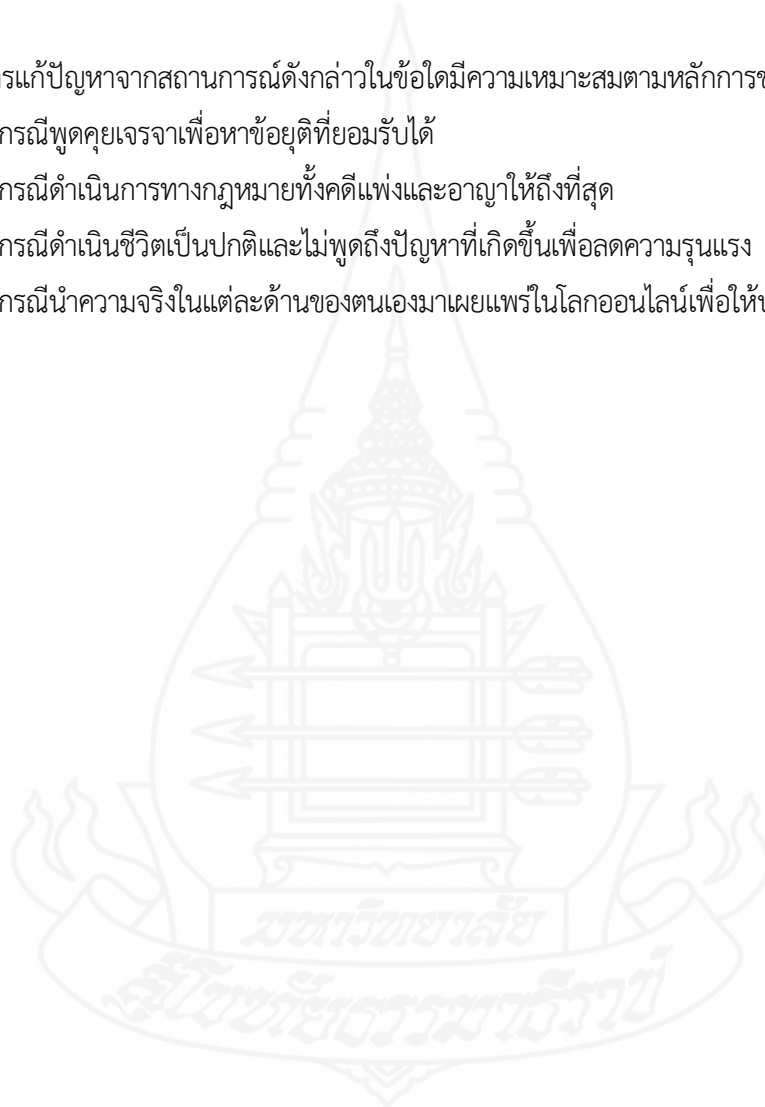 รแก้ปัญหาจากสถานการณ์ดังกล่าวในข้อใดมีความเหมาะสมตามหลักการข
กรณีพูดคุยเจรจาเพื่อหาข้อยุติที่ยอมรับได้
กรณีดำเนินการทางกฎหมายทั้งคดีแพ่งและอาญาให้ถึงที่สุด
กรณีดำเนินชีวิตเป็นปกติและไม่พูดถึงปัญหาที่เกิดขึ้นเพื่อลดความรุนแรง
กรณีนำความจริงในแต่ละด้านของตนเองมาเผยแพร่ในโลกออนไลน์เพื่อให้
มหาวิทยาลัย
สุโขทัยธรรมาธิราช